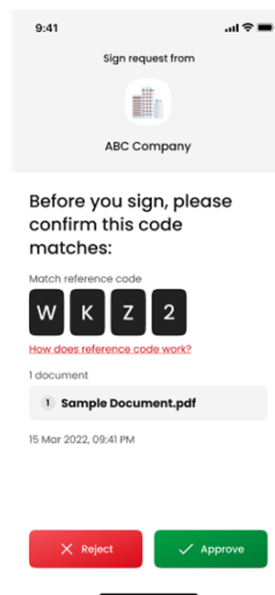 9:41
Sign request from
ABC Company
Before you sign, please
confirm this code
matches:
Match reference code
W K Z 2
How does reference code work?
1 document
1 Sample Document.pdf
15 Mar 2022, 09:41 PM
Reject Approve